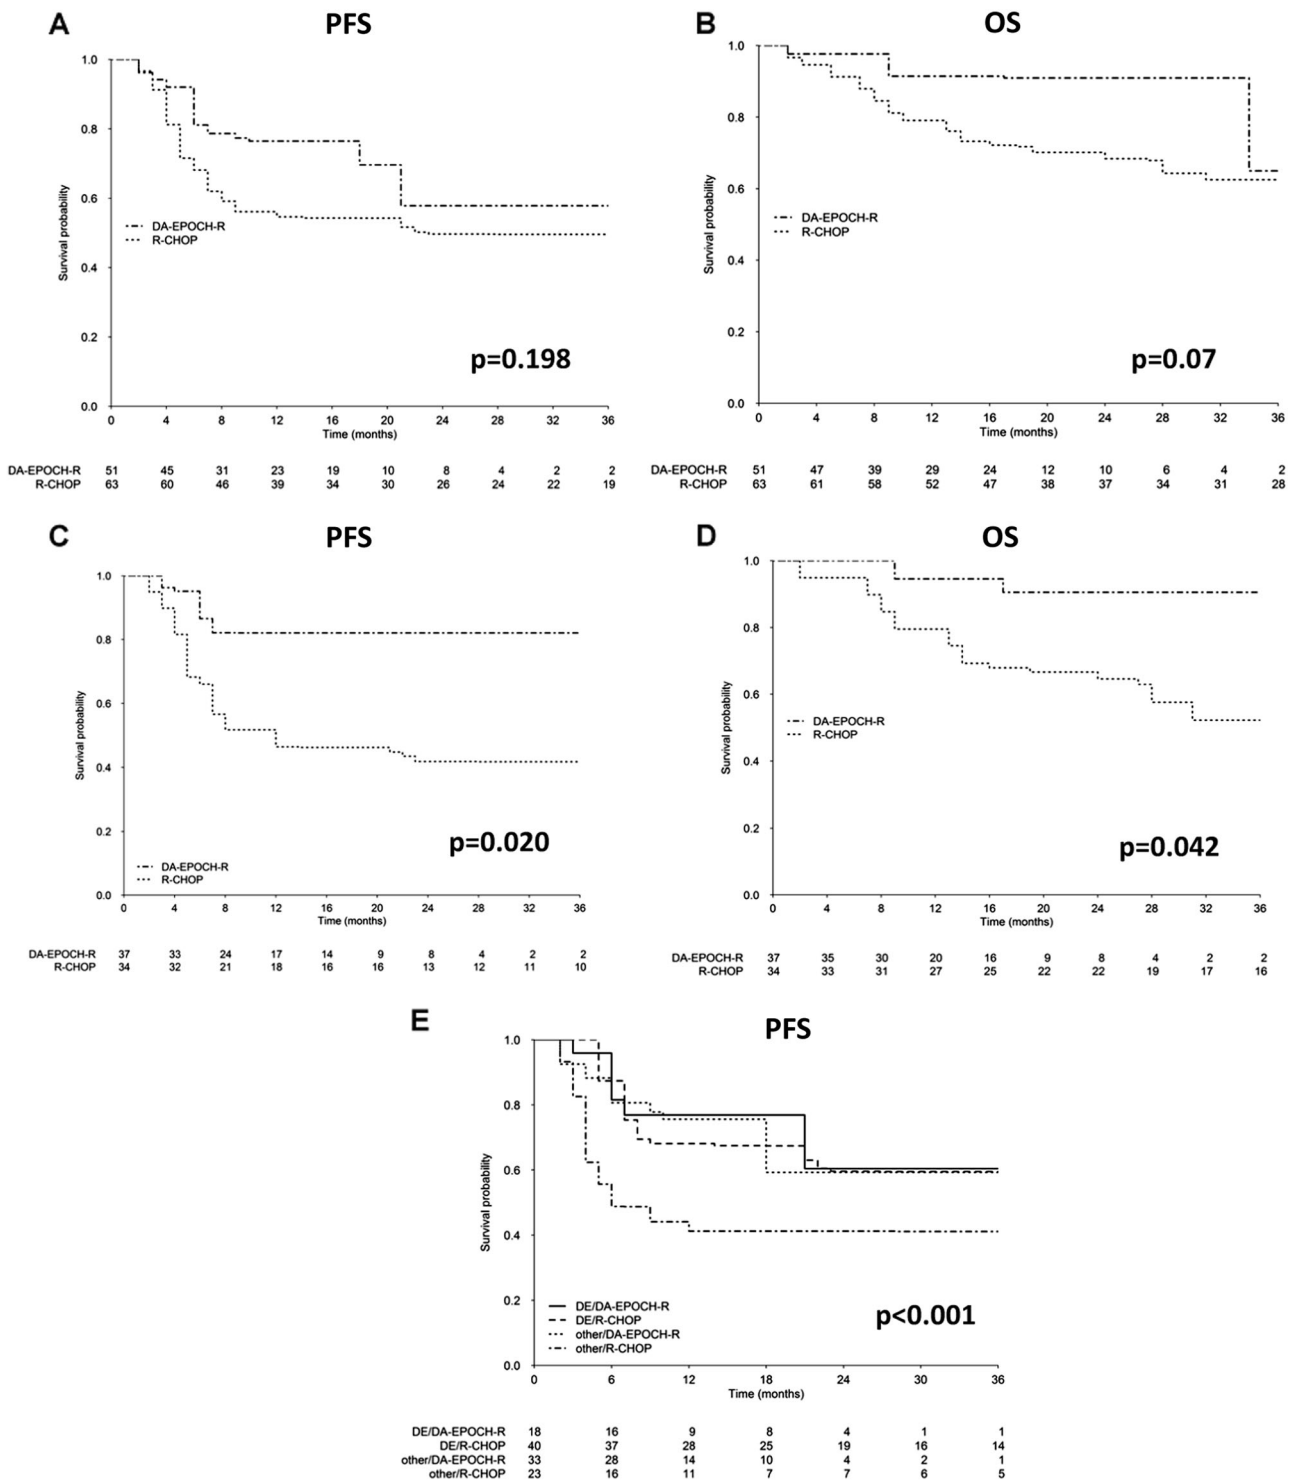 A PFS
1.0
0.8
0.6
0.4
0.2
0.0
Survival probability
DA-EPOCH-R
R-CHOP
p=0.198
0 4 8 12 16 20 24 28 32 36
Time (months)
DA-EPOCH-R 51 45 31 23 19 10 8 4 2 2
R-CHOP 63 60 46 39 34 30 26 24 22 19
B OS
1.0
0.8
0.6
0.4
0.2
0.0
Survival probability
DA-EPOCH-R
R-CHOP
p=0.07
0 4 8 12 16 20 24 28 32 36
Time (months)
DA-EPOCH-R 51 47 39 29 24 12 10 6 4 2
R-CHOP 63 61 58 52 47 38 37 34 31 28
C PFS
1.0
0.8
0.6
0.4
0.2
0.0
Survival probability
p=0.020
DA-EPOCH-R
R-CHOP
0 4 8 12 16 20 24 28 32 36
Time (months)
DA-EPOCH-R 37 33 24 17 14 9 8 4 2 2
R-CHOP 34 32 21 18 16 16 13 12 11 10
D OS
1.0
0.8
0.6
0.4
0.2
0.0
Survival probability
DA-EPOCH-R
R-CHOP
p=0.042
0 4 8 12 16 20 24 28 32 36
Time (months)
DA-EPOCH-R 37 35 30 20 16 9 8 4 2 2
R-CHOP 34 33 31 27 25 22 22 19 17 16
E PFS
1.0
0.8
0.6
0.4
0.2
0.0
Survival probability
DE/DA-EPOCH-R
DE/R-CHOP
other/DA-EPOCH-R
other/R-CHOP
p<0.001
0 6 12 18 24 30 36
Time (months)
DE/DA-EPOCH-R 18 16 9 8 4 1 1
DE/R-CHOP 40 37 28 25 19 16 14
other/DA-EPOCH-R 33 28 14 10 4 2 1
other/R-CHOP 23 16 11 7 7 6 5